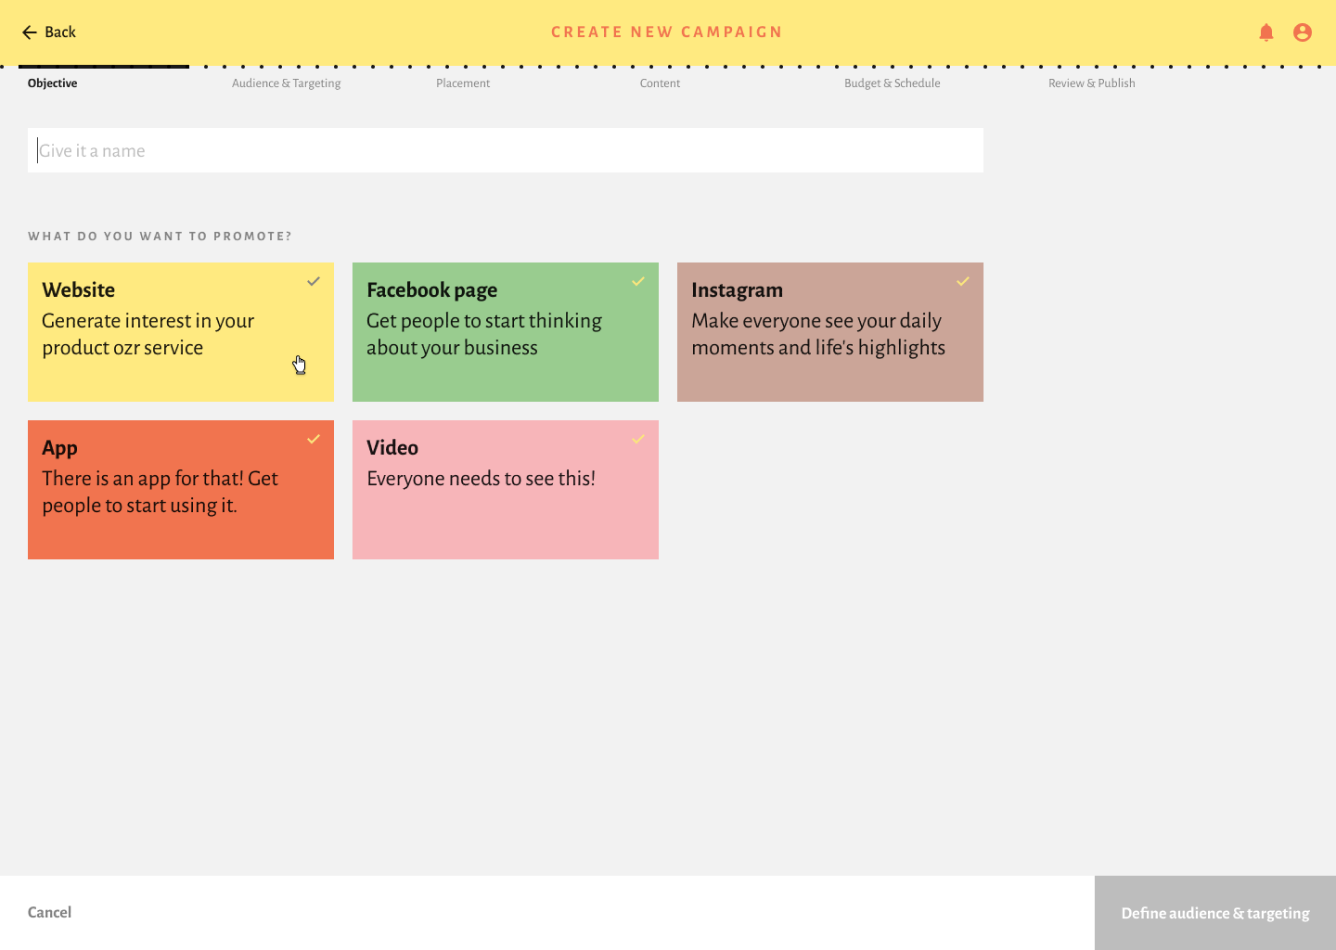 Back
CREATE NEW CAMPAIGN
Objective
Audience & Targeting
Placement
Content
Budget & Schedule
Review & Publish
Give it a name
WHAT DO YOU WANT TO PROMOTE?
Website
Generate interest in your
product ozr service
Facebook page
Get people to start thinking
about your business
Instagram
Make everyone see your daily
moments and life's highlights
App
There is an app for that! Get
people to start using it.
Video
Everyone needs to see this!
Cancel
Define audience & targeting